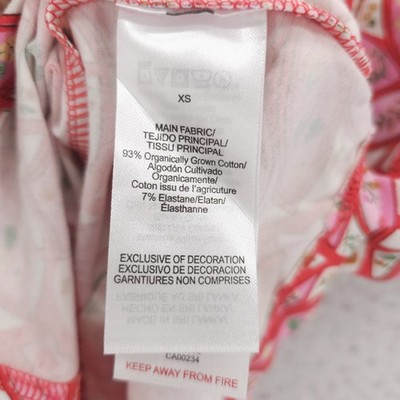 XS
MAIN FABRIC/
TEJIDO PRINCIPAL/
TISSU PRINCIPAL
93% Organically Grown Cotton/
Algodón Cultivado
Organicamente/
Coton issu de l'agriculture
7% Elastane/Elatan/
Élasthanne
EXCLUSIVE OF DECORATION
EXCLUSIVO DE DECORACION
GARNTIURES NON COMPRISES
CA00234
KEEP AWAY FROM FIRE